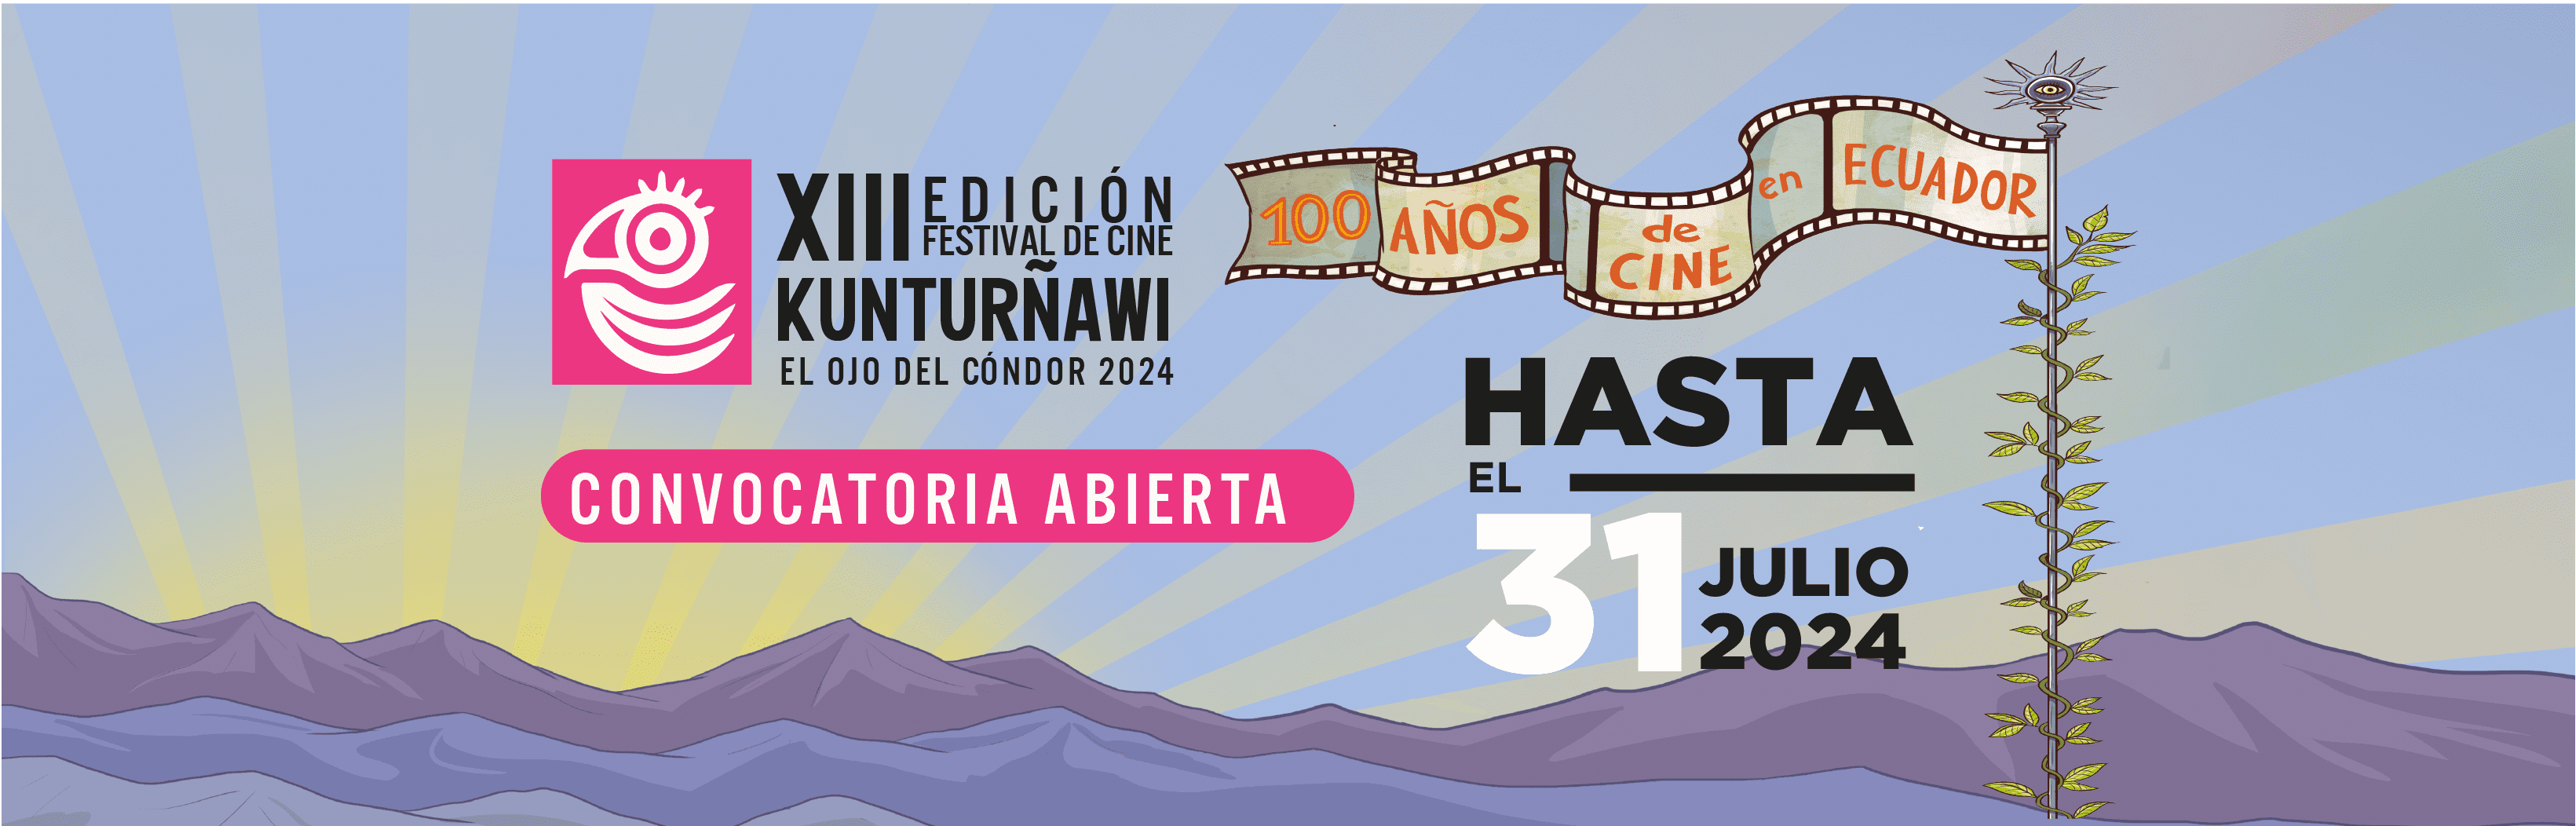 XIII EDICIÓN
FESTIVAL DE CINE
KUNTURÑAWI
EL OJO DEL CÓNDOR 2024
CONVOCATORIA ABIERTA
100 AÑOS de CINE en ECUADOR
HASTA
EL
31 JULIO
2024